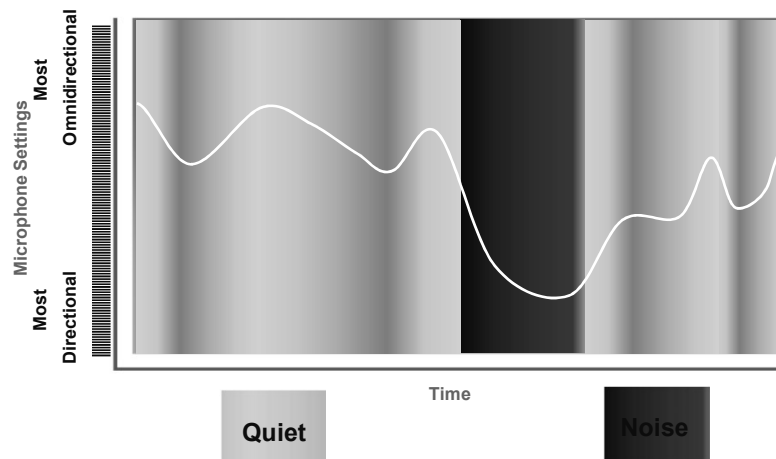 Microphone Settings
Most
Omnidirectional
Most
Directional
Time
Quiet
Noise